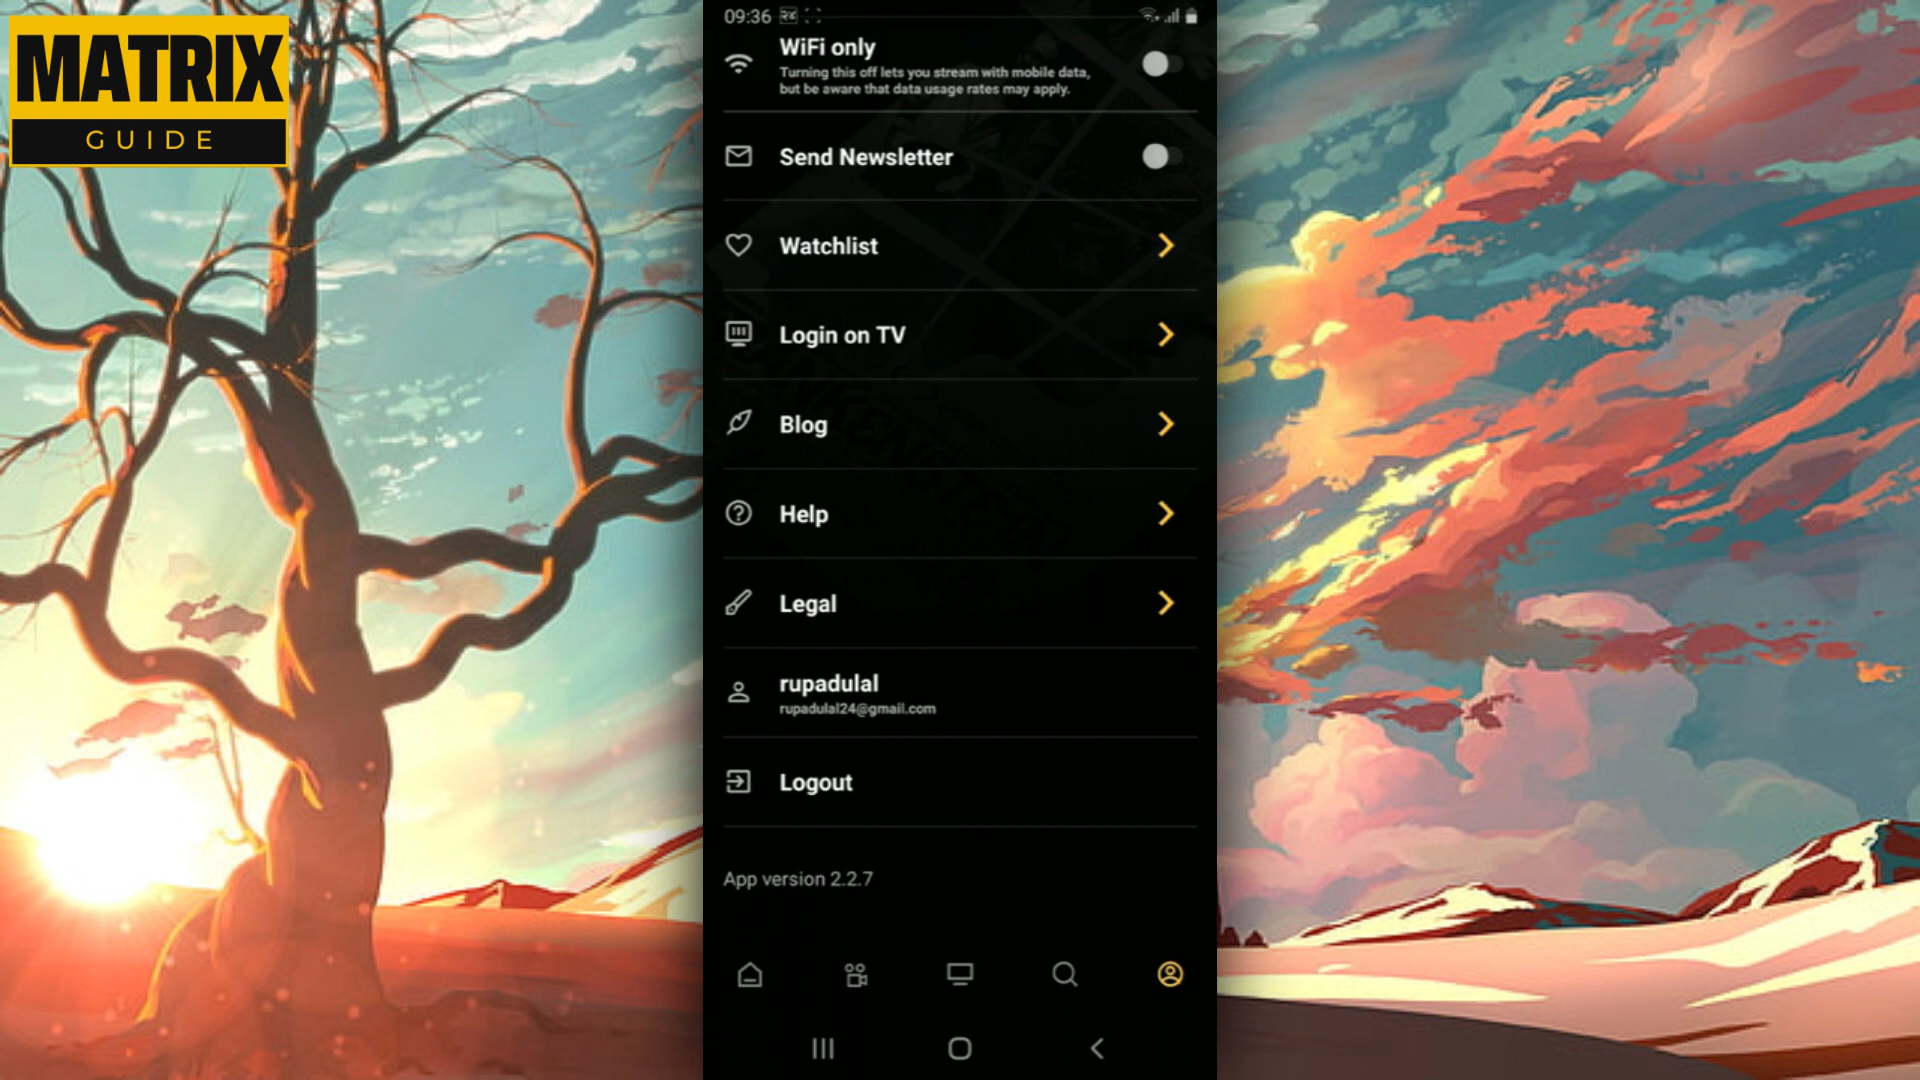 MATRIX
GUIDE
09:36
WiFi only
Turning this off lets you stream with mobile data,
but be aware that data usage rates may apply.
Send Newsletter
Watchlist
Login on TV
Blog
Help
Legal
rupadulal
rupadulal24@gmail.com
Logout
App version 2.2.7